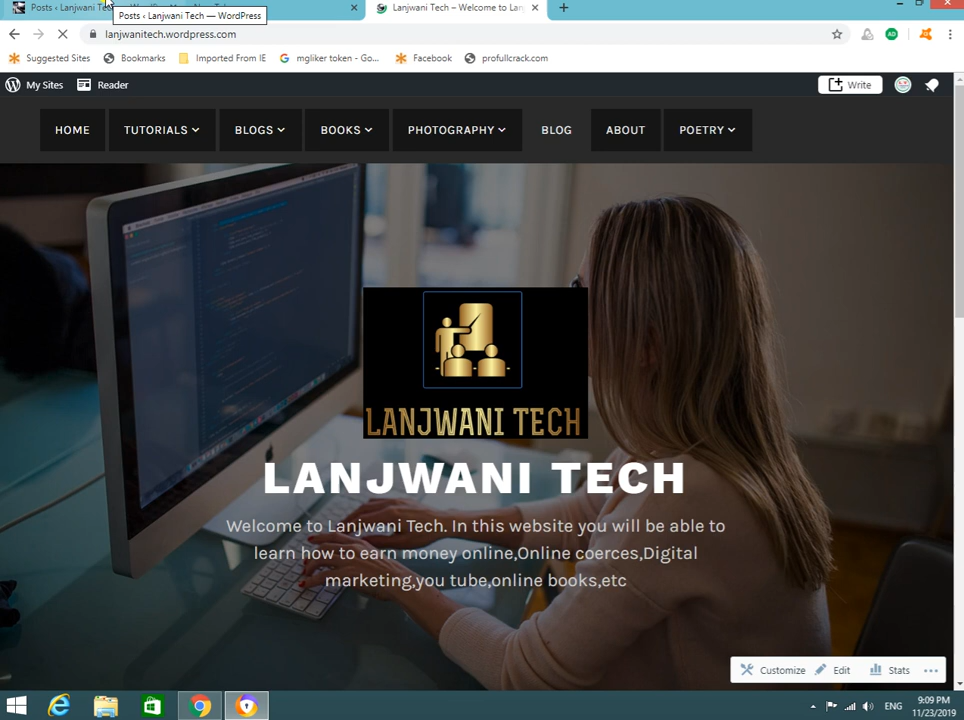 Posts ‹ Lanjwani Tec
Lanjwani Tech – Welcome to Lan
Posts ‹ Lanjwani Tech — WordPress
lanjwanitech.wordpress.com
Suggested Sites
Bookmarks
Imported From IE
mgliker token - Go...
Facebook
profullcrack.com
My Sites
Reader
Write
HOME
TUTORIALS
BLOGS
BOOKS
PHOTOGRAPHY
BLOG
ABOUT
POETRY
LANJWANI TECH
LANJWANI TECH
Welcome to Lanjwani Tech. In this website you will be able to
learn how to earn money online,Online coerces,Digital
marketing,you tube,online books,etc
Customize
Edit
Stats
ENG
9:09 PM
11/23/2019